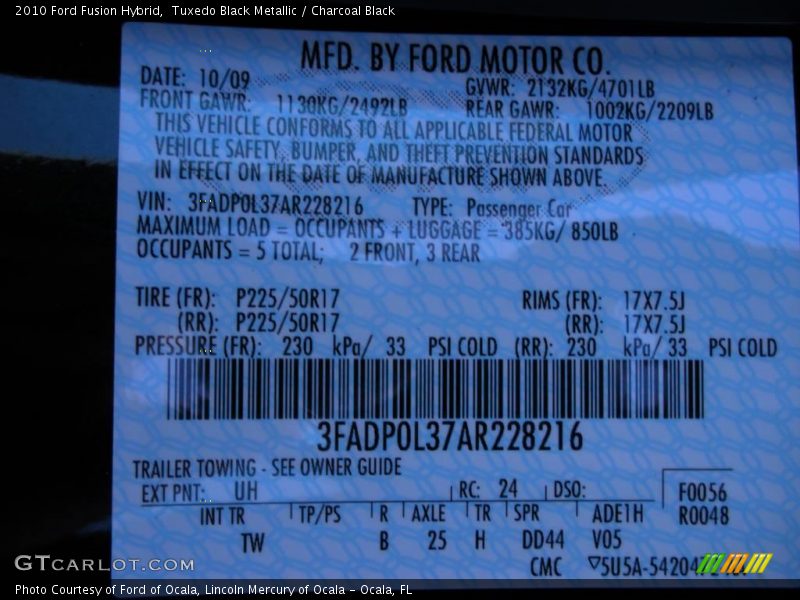 2010 Ford Fusion Hybrid,  Tuxedo Black Metallic / Charcoal Black
MFD. BY FORD MOTOR CO.
DATE: 10/09 GVWR: 2132KG/4701LB
FRONT GAWR: 1130KG/2492LB REAR GAWR: 1002KG/2209LB
THIS VEHICLE CONFORMS TO ALL APPLICABLE FEDERAL MOTOR
VEHICLE SAFETY, BUMPER, AND THEFT PREVENTION STANDARDS
IN EFFECT ON THE DATE OF MANUFACTURE SHOWN ABOVE.
VIN: 3FADP0L37AR228216 TYPE: Passenger Car
MAXIMUM LOAD = OCCUPANTS + LUGGAGE = 385KG/ 850LB
OCCUPANTS = 5 TOTAL; 2 FRONT, 3 REAR
TIRE (FR): P225/50R17 RIMS (FR): 17X7.5J
(RR): P225/50R17 (RR): 17X7.5J
PRESSURE (FR): 230 kPa/ 33 PSI COLD (RR): 230 kPa/ 33 PSI COLD
3FADP0L37AR228216
TRAILER TOWING - SEE OWNER GUIDE
EXT PNT: UH RC: 24 DSO: F0056
INT TR TP/PS R AXLE TR SPR ADE1H R0048
TW B 25 H DD44 V05
CMC ▽5U5A-54204
GTCARLOT.COM
Photo Courtesy of Ford of Ocala, Lincoln Mercury of Ocala – Ocala, FL